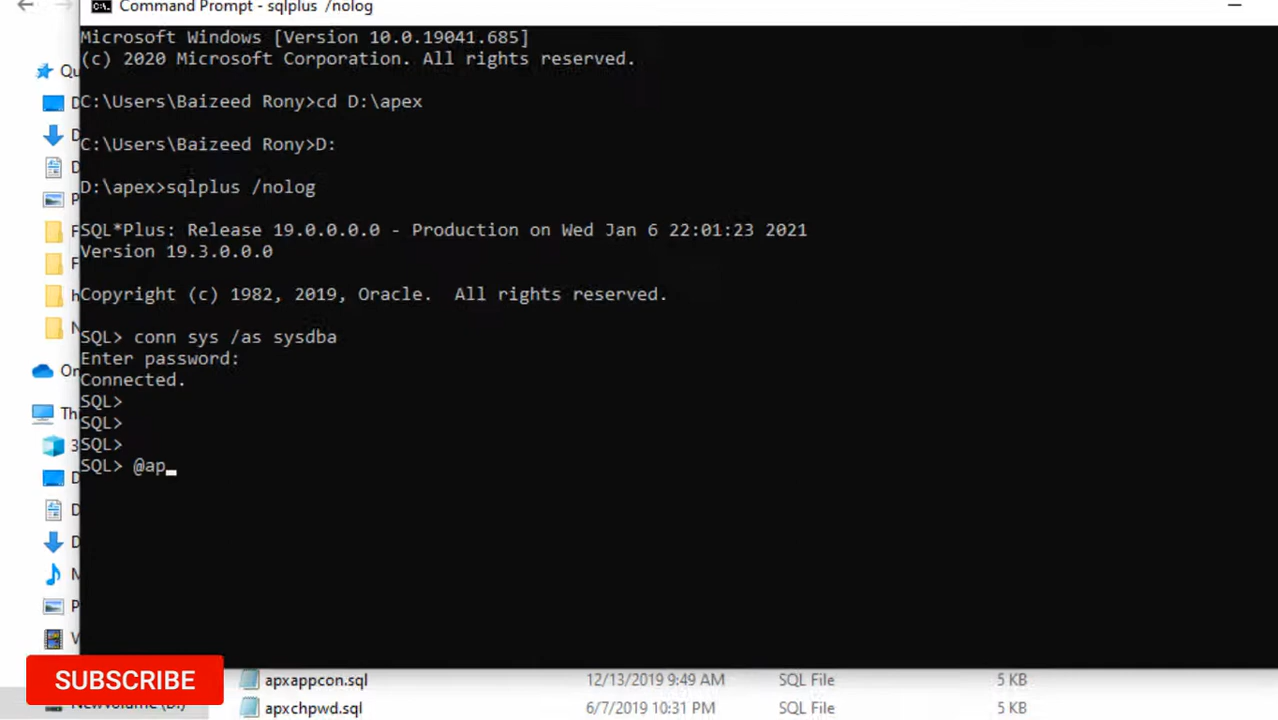 Command Prompt - sqlplus /nolog
Microsoft Windows [Version 10.0.19041.685]
(c) 2020 Microsoft Corporation. All rights reserved.
C:\Users\Baizeed Rony>cd D:\apex
C:\Users\Baizeed Rony>D:
D:\apex>sqlplus /nolog
SQL*Plus: Release 19.0.0.0.0 - Production on Wed Jan 6 22:01:23 2021
Version 19.3.0.0.0
Copyright (c) 1982, 2019, Oracle.  All rights reserved.
SQL> conn sys /as sysdba
Enter password:
Connected.
SQL>
SQL>
SQL>
SQL> @ap_
SUBSCRIBE
apxappcon.sql 12/13/2019 9:49 AM SQL File 5 KB
apxchpwd.sql 6/7/2019 10:31 PM SQL File 5 KB